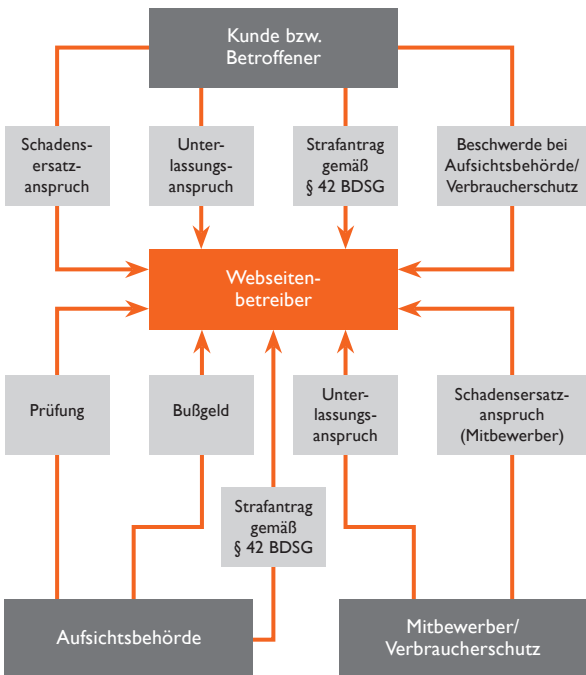 Kunde bzw.
Betroffener
Schadens-
ersatz-
anspruch
Unter-
lassungs-
anspruch
Strafantrag
gemäß
§ 42 BDSG
Beschwerde bei
Aufsichtsbehörde/
Verbraucherschutz
Webseiten-
betreiber
Prüfung
Bußgeld
Unter-
lassungs-
anspruch
Schadensersatz-
anspruch
(Mitbewerber)
Strafantrag
gemäß
§ 42 BDSG
Aufsichtsbehörde
Mitbewerber/
Verbraucherschutz